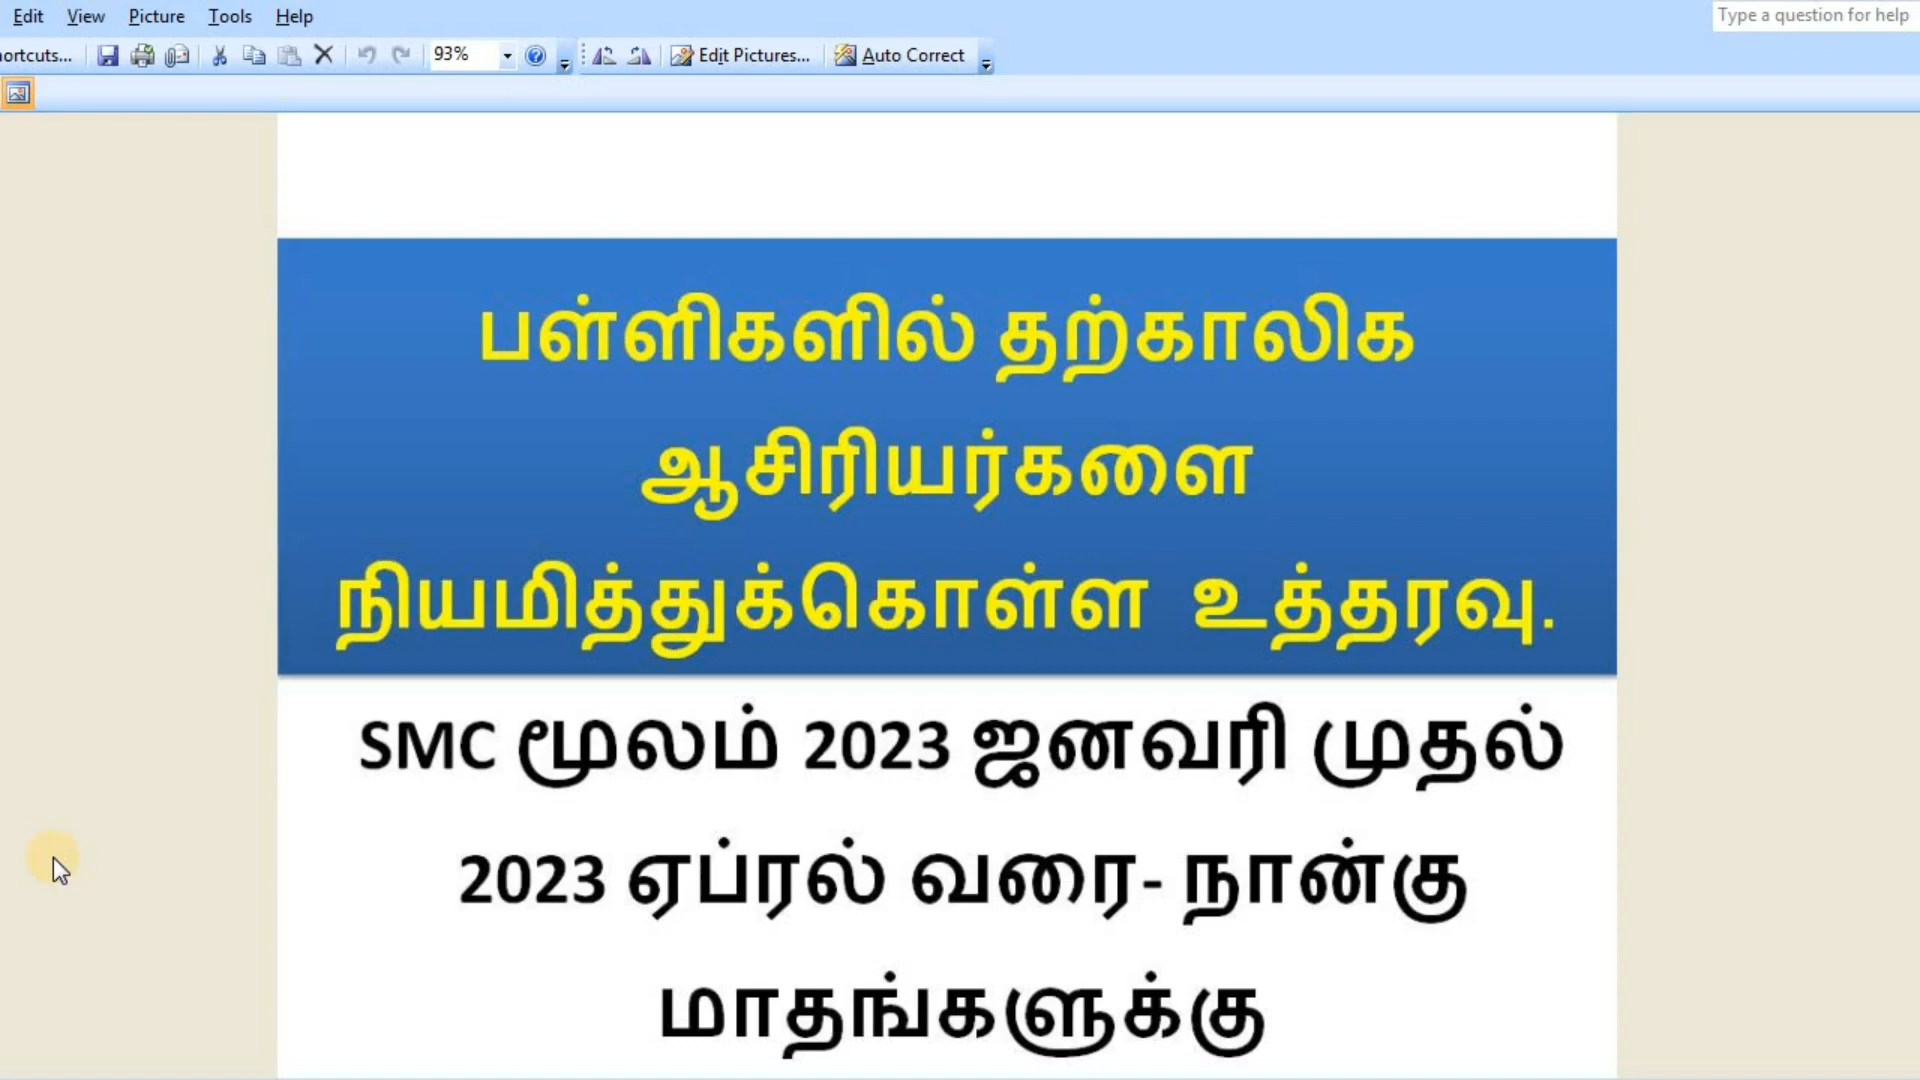 Edit View Picture Tools Help Type a question for help
ortcuts... 93% Edit Pictures... Auto Correct
பள்ளிகளில் தற்காலிக
ஆசிரியர்களை
நியமித்துக்கொள்ள உத்தரவு.
SMC மூலம் 2023 ஜனவரி முதல்
2023 ஏப்ரல் வரை- நான்கு
மாதங்களுக்கு